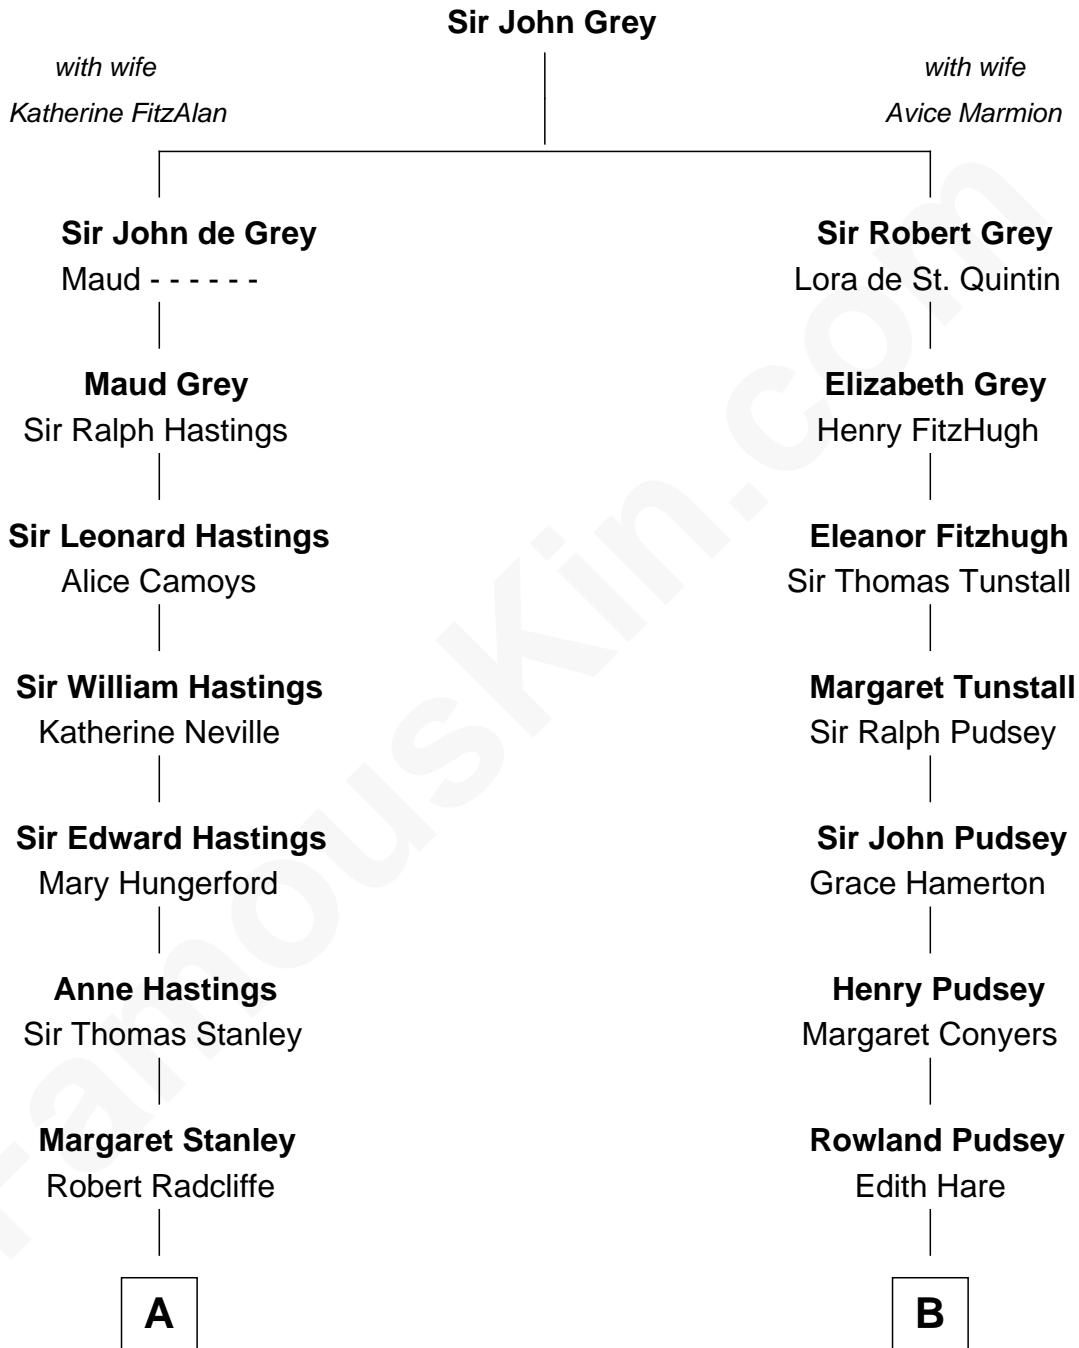 Sir John Grey
with wife
Katherine FitzAlan
with wife
Avice Marmion
Sir John de Grey
Maud - - - - - -
Sir Robert Grey
Lora de St. Quintin
Maud Grey
Sir Ralph Hastings
Elizabeth Grey
Henry FitzHugh
Sir Leonard Hastings
Alice Camoys
Eleanor Fitzhugh
Sir Thomas Tunstall
Sir William Hastings
Katherine Neville
Margaret Tunstall
Sir Ralph Pudsey
Sir Edward Hastings
Mary Hungerford
Sir John Pudsey
Grace Hamerton
Anne Hastings
Sir Thomas Stanley
Henry Pudsey
Margaret Conyers
Margaret Stanley
Robert Radcliffe
Rowland Pudsey
Edith Hare
A
B
FamousKin.com